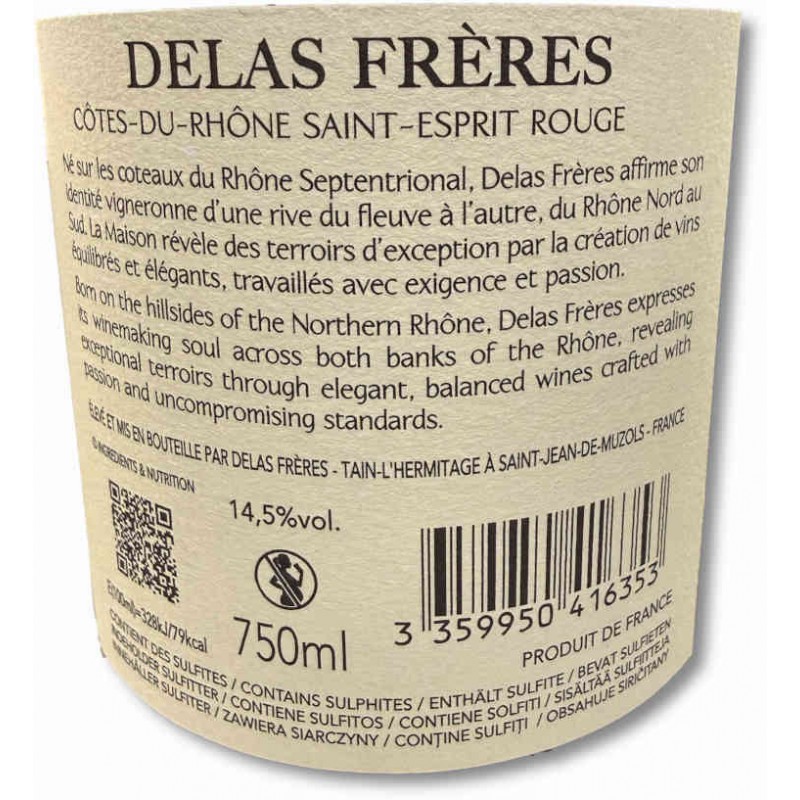 DELAS FRÈRES
CÔTES-DU-RHÔNE SAINT-ESPRIT ROUGE
Né sur les coteaux du Rhône Septentrional, Delas Frères affirme son
identité vigneronne d'une rive du fleuve à l'autre, du Rhône Nord au
Sud. La Maison révèle des terroirs d'exception par la création de vins
équilibrés et élégants, travaillés avec exigence et passion.
Born on the hillsides of the Northern Rhône, Delas Frères expresses
its winemaking soul across both banks of the Rhône, revealing
exceptional terroirs through elegant, balanced wines crafted with
passion and uncompromising standards.
ÉLEVÉ ET MIS EN BOUTEILLE PAR DELAS FRÈRES - TAIN-L'HERMITAGE À SAINT-JEAN-DE-MUZOLS - FRANCE
INGREDIENTS & NUTRITION
14,5%vol.
E(100ml)=328kJ/79kcal
750ml
3 359950 416353
PRODUIT DE FRANCE
CONTIENT DES SULFITES / CONTAINS SULPHITES / ENTHÄLT SULFITE / BEVAT SULFIETEN
INDEHOLDER SULFITTER / CONTIENE SULFITOS / CONTIENE SOLFITI / SISÄLTÄÄ SULFIITTEJA
INNEHÅLLER SULFITER / ZAWIERA SIARCZYNY / CONȚINE SULFIȚI / OBSAHUJE SIŘIČITANY